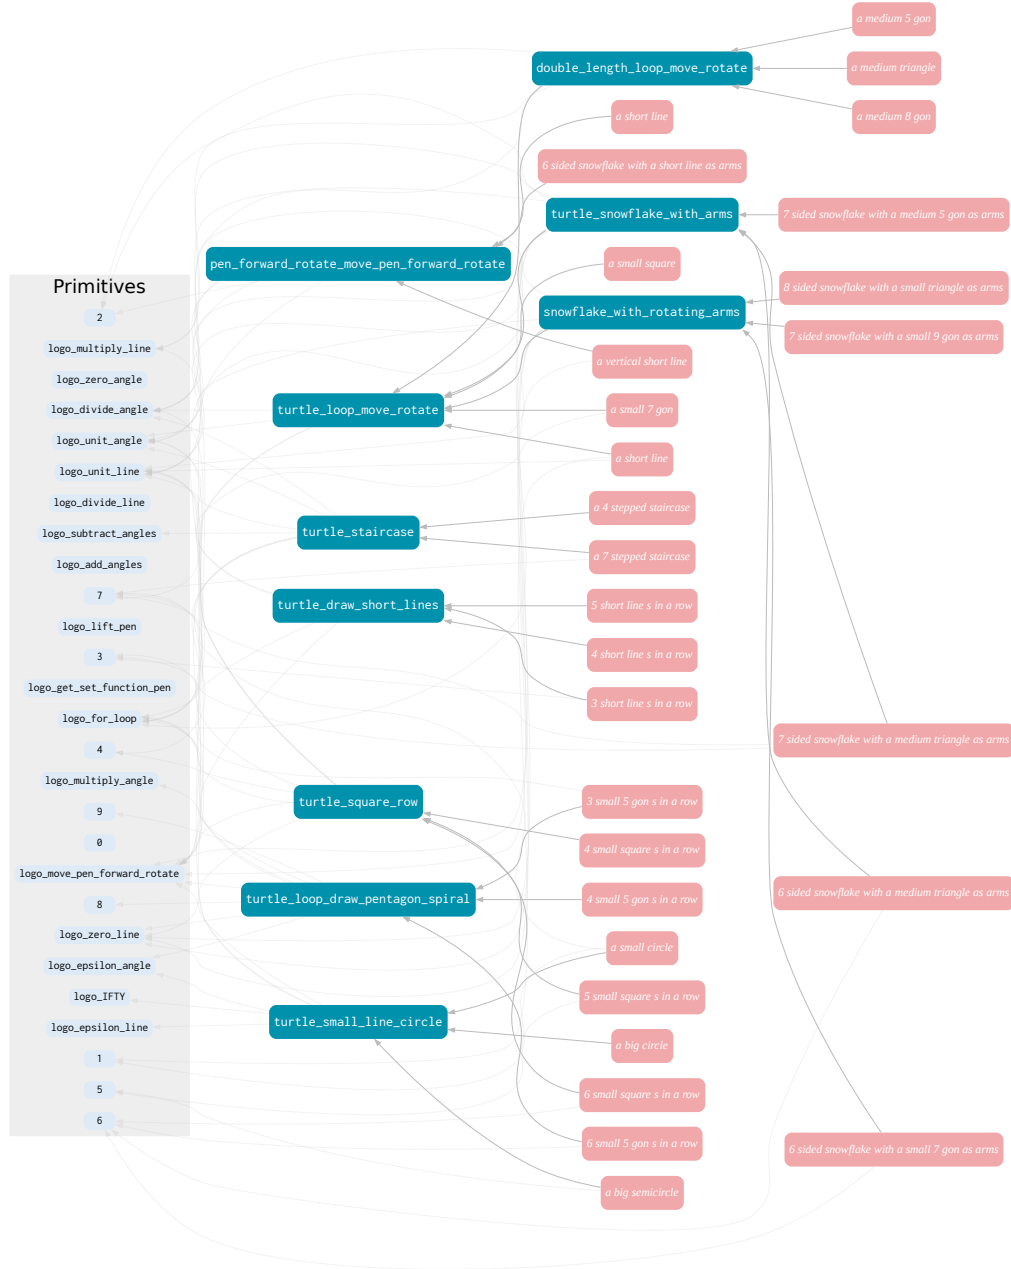 Primitives
2
logo_multiply_line
logo_zero_angle
logo_divide_angle
logo_unit_angle
logo_unit_line
logo_divide_line
logo_subtract_angles
logo_add_angles
7
logo_lift_pen
3
logo_get_set_function_pen
logo_for_loop
4
logo_multiply_angle
9
0
logo_move_pen_forward_rotate
8
logo_zero_line
logo_epsilon_angle
logo_IFTY
logo_epsilon_line
1
5
6
double_length_loop_move_rotate
turtle_snowflake_with_arms
pen_forward_rotate_move_pen_forward_rotate
snowflake_with_rotating_arms
turtle_loop_move_rotate
turtle_staircase
turtle_draw_short_lines
turtle_square_row
turtle_loop_draw_pentagon_spiral
turtle_small_line_circle
a short line
6 sided snowflake with a short line as arms
a small square
a vertical short line
a small 7 gon
a short line
a 4 stepped staircase
a 7 stepped staircase
5 short line s in a row
4 short line s in a row
3 short line s in a row
3 small 5 gon s in a row
4 small square s in a row
4 small 5 gon s in a row
a small circle
5 small square s in a row
a big circle
6 small square s in a row
6 small 5 gon s in a row
a big semicircle
a medium 5 gon
a medium triangle
a medium 8 gon
7 sided snowflake with a medium 5 gon as arms
8 sided snowflake with a small triangle as arms
7 sided snowflake with a small 9 gon as arms
7 sided snowflake with a medium triangle as arms
6 sided snowflake with a medium triangle as arms
6 sided snowflake with a small 7 gon as arms